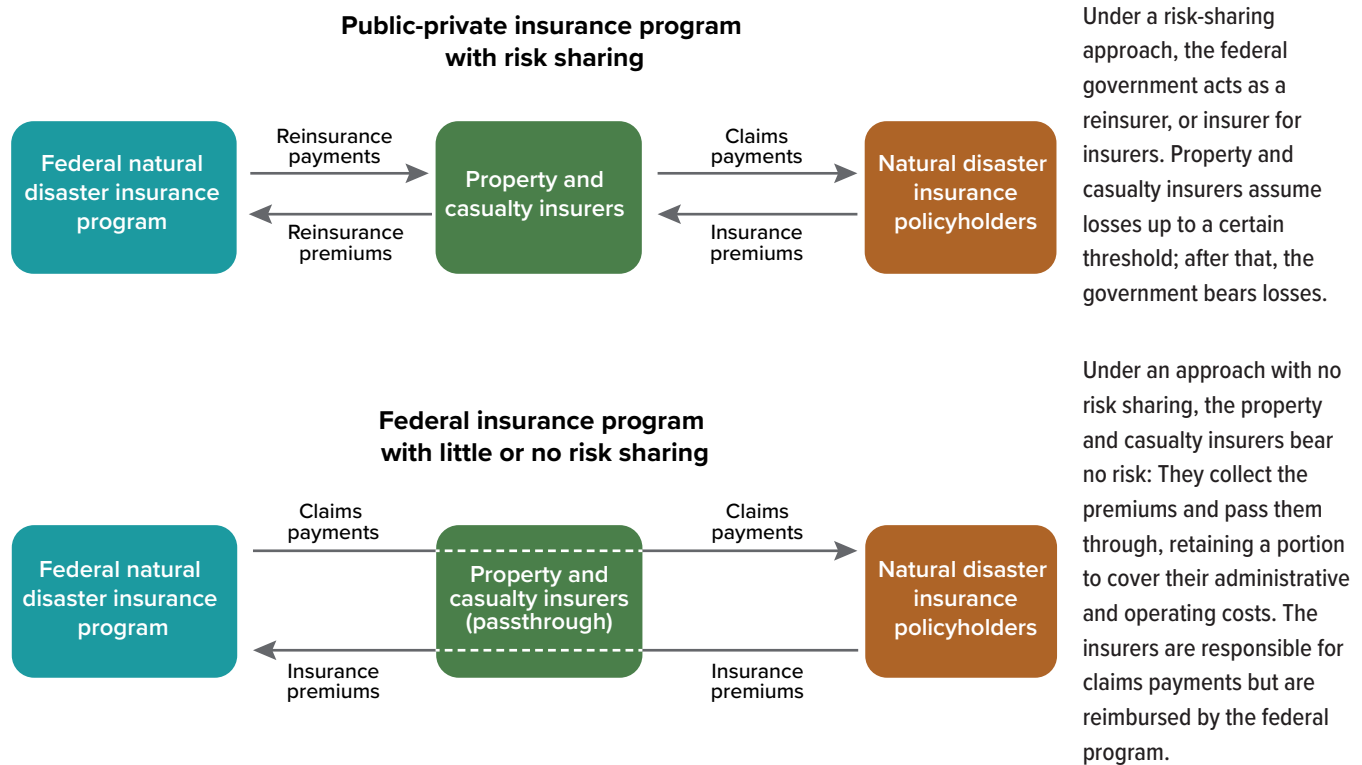 Public-private insurance program
with risk sharing
Federal natural
disaster insurance
program
Reinsurance
payments
Reinsurance
premiums
Property and
casualty insurers
Claims
payments
Insurance
premiums
Natural disaster
insurance
policyholders
Under a risk-sharing
approach, the federal
government acts as a
reinsurer, or insurer for
insurers. Property and
casualty insurers assume
losses up to a certain
threshold; after that, the
government bears losses.
Federal insurance program
with little or no risk sharing
Federal natural
disaster insurance
program
Claims
payments
Insurance
premiums
Property and
casualty insurers
(passthrough)
Claims
payments
Insurance
premiums
Natural disaster
insurance
policyholders
Under an approach with no
risk sharing, the property
and casualty insurers bear
no risk: They collect the
premiums and pass them
through, retaining a portion
to cover their administrative
and operating costs. The
insurers are responsible for
claims payments but are
reimbursed by the federal
program.